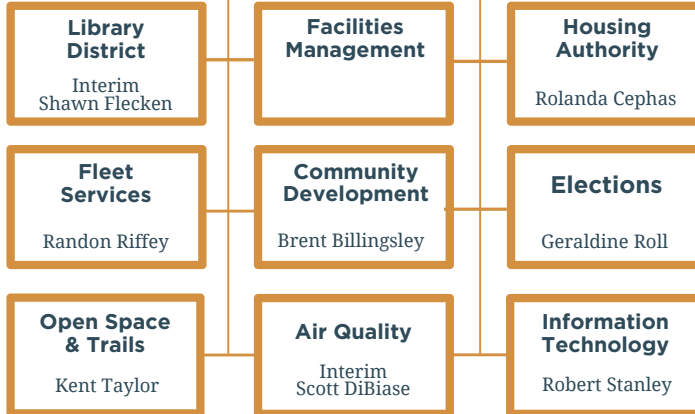 Library
District
Interim
Shawn Flecken
Facilities
Management
Housing
Authority
Rolanda Cephas
Fleet
Services
Randon Riffey
Community
Development
Brent Billingsley
Elections
Geraldine Roll
Open Space
& Trails
Kent Taylor
Air Quality
Interim
Scott DiBiase
Information
Technology
Robert Stanley